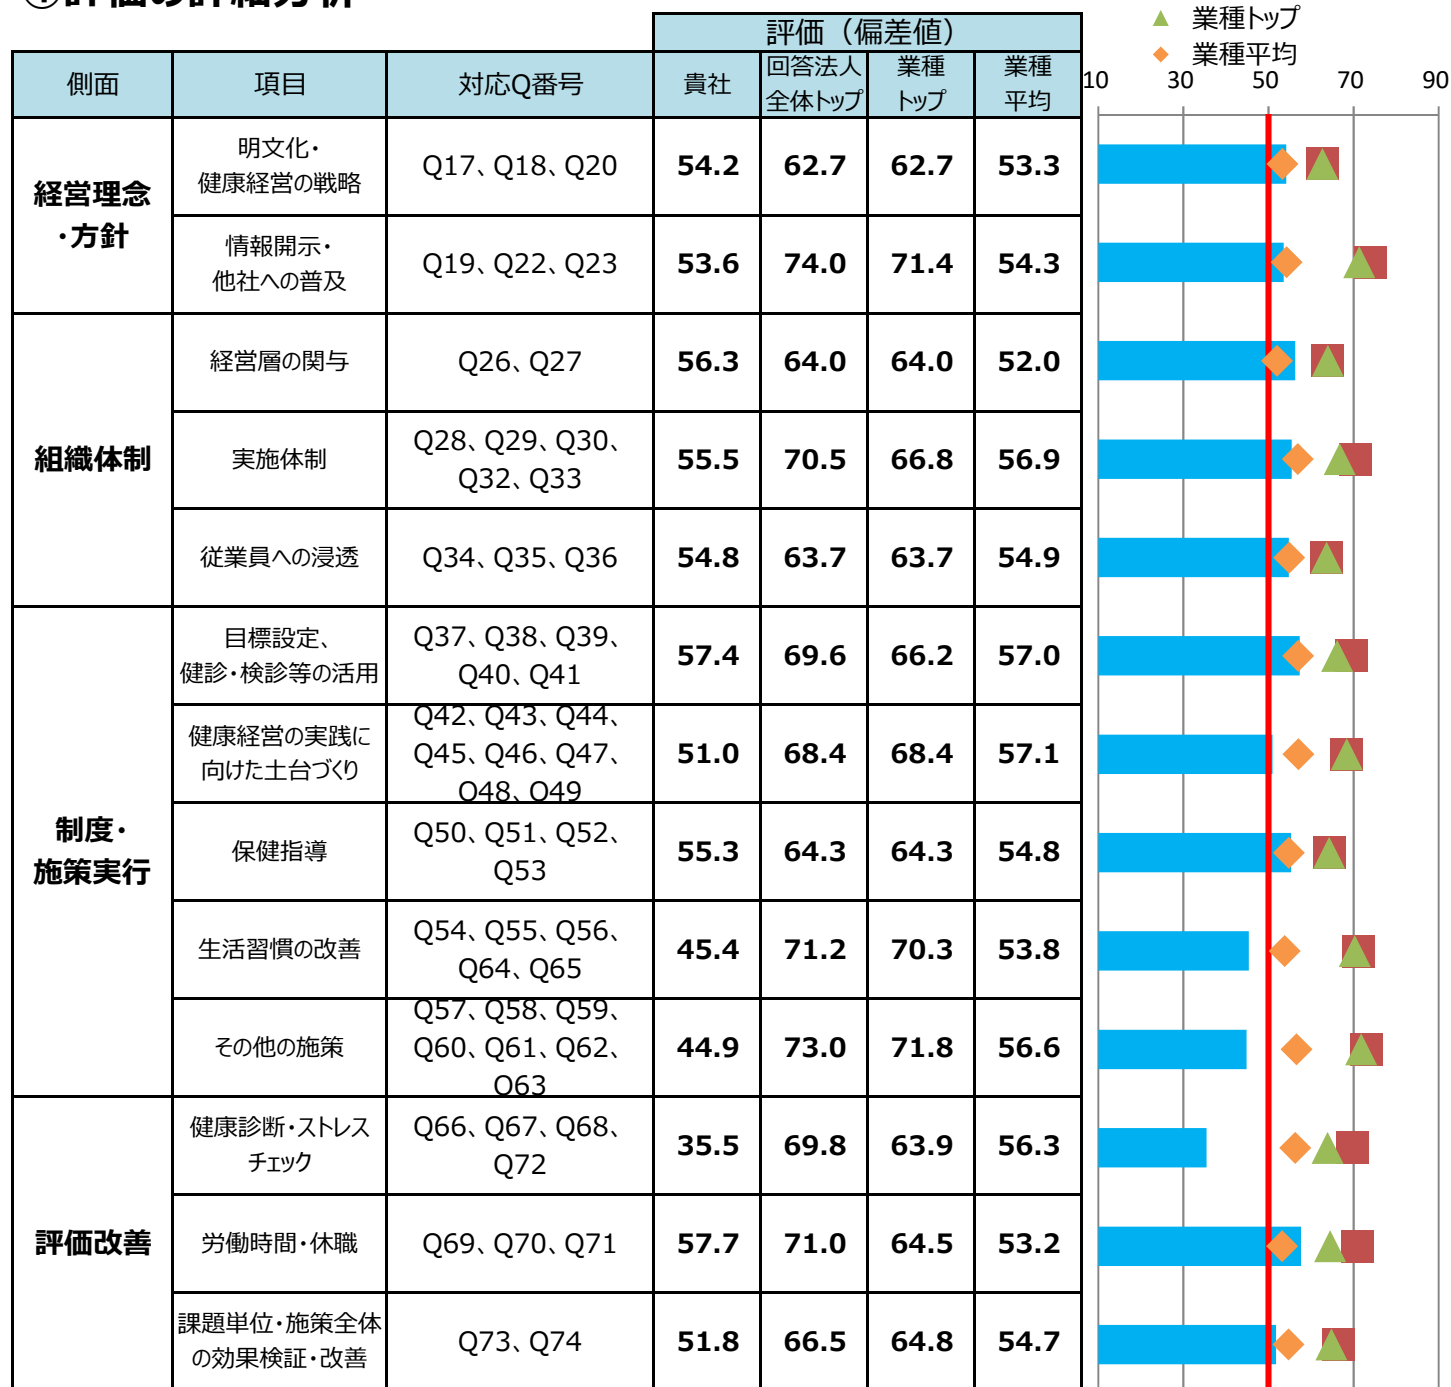 ①評価の詳細分析
▲ 業種トップ
◆ 業種平均
評価（偏差値）
側面 項目 対応Q番号 貴社 回答法人 業種 業種
全体トップ トップ 平均
10 30 50 70 90
経営理念
・方針
明文化・
健康経営の戦略
Q17、Q18、Q20 54.2 62.7 62.7 53.3
情報開示・
他社への普及
Q19、Q22、Q23 53.6 74.0 71.4 54.3
組織体制
経営層の関与 Q26、Q27 56.3 64.0 64.0 52.0
実施体制
Q28、Q29、Q30、
Q32、Q33
55.5 70.5 66.8 56.9
従業員への浸透 Q34、Q35、Q36 54.8 63.7 63.7 54.9
制度・
施策実行
目標設定、
健診・検診等の活用
Q37、Q38、Q39、
Q40、Q41
57.4 69.6 66.2 57.0
健康経営の実践に
向けた土台づくり
Q42、Q43、Q44、
Q45、Q46、Q47、
Q48、Q49
51.0 68.4 68.4 57.1
保健指導
Q50、Q51、Q52、
Q53
55.3 64.3 64.3 54.8
生活習慣の改善
Q54、Q55、Q56、
Q64、Q65
45.4 71.2 70.3 53.8
その他の施策
Q57、Q58、Q59、
Q60、Q61、Q62、
Q63
44.9 73.0 71.8 56.6
評価改善
健康診断・ストレス
チェック
Q66、Q67、Q68、
Q72
35.5 69.8 63.9 56.3
労働時間・休職 Q69、Q70、Q71 57.7 71.0 64.5 53.2
課題単位・施策全体
の効果検証・改善
Q73、Q74 51.8 66.5 64.8 54.7